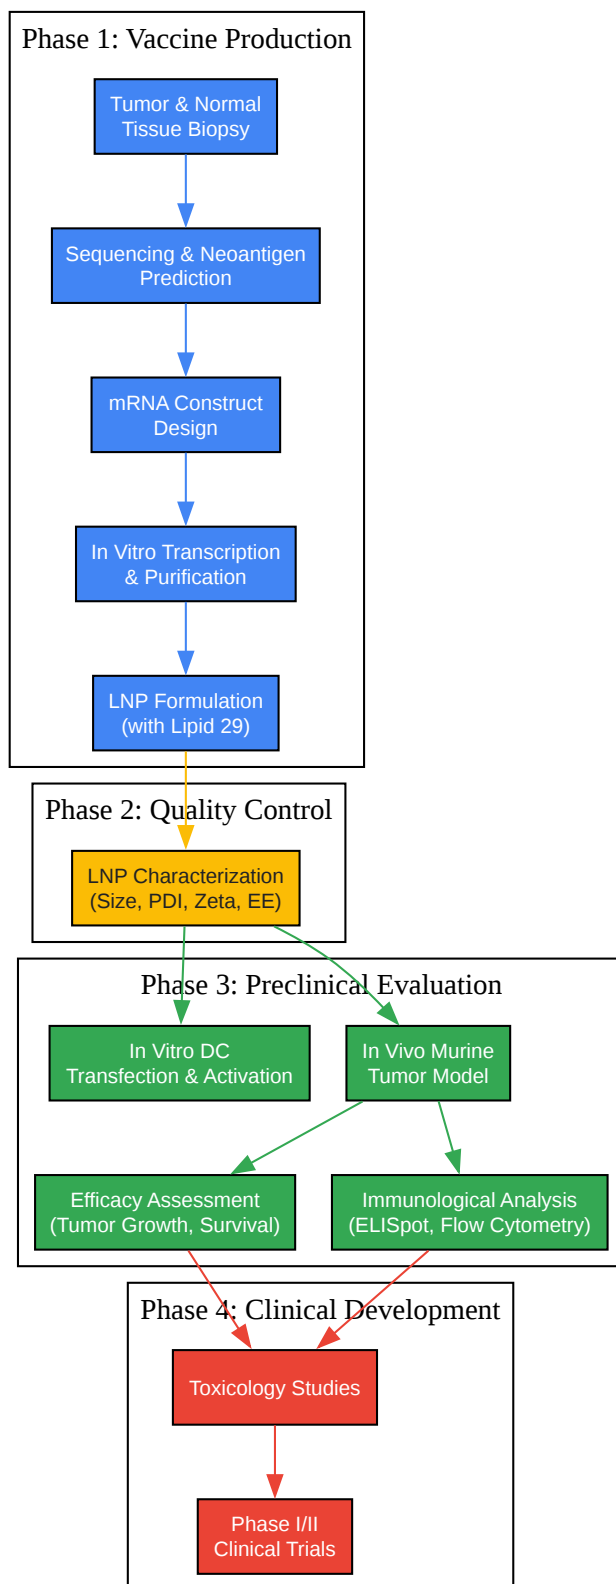 Phase 1: Vaccine Production
Tumor & Normal
Tissue Biopsy
Sequencing & Neoantigen
Prediction
mRNA Construct
Design
In Vitro Transcription
& Purification
LNP Formulation
(with Lipid 29)
Phase 2: Quality Control
LNP Characterization
(Size, PDI, Zeta, EE)
Phase 3: Preclinical Evaluation
In Vitro DC
Transfection & Activation
In Vivo Murine
Tumor Model
Efficacy Assessment
(Tumor Growth, Survival)
Immunological Analysis
(ELISpot, Flow Cytometry)
Phase 4: Clinical Development
Toxicology Studies
Phase I/II
Clinical Trials